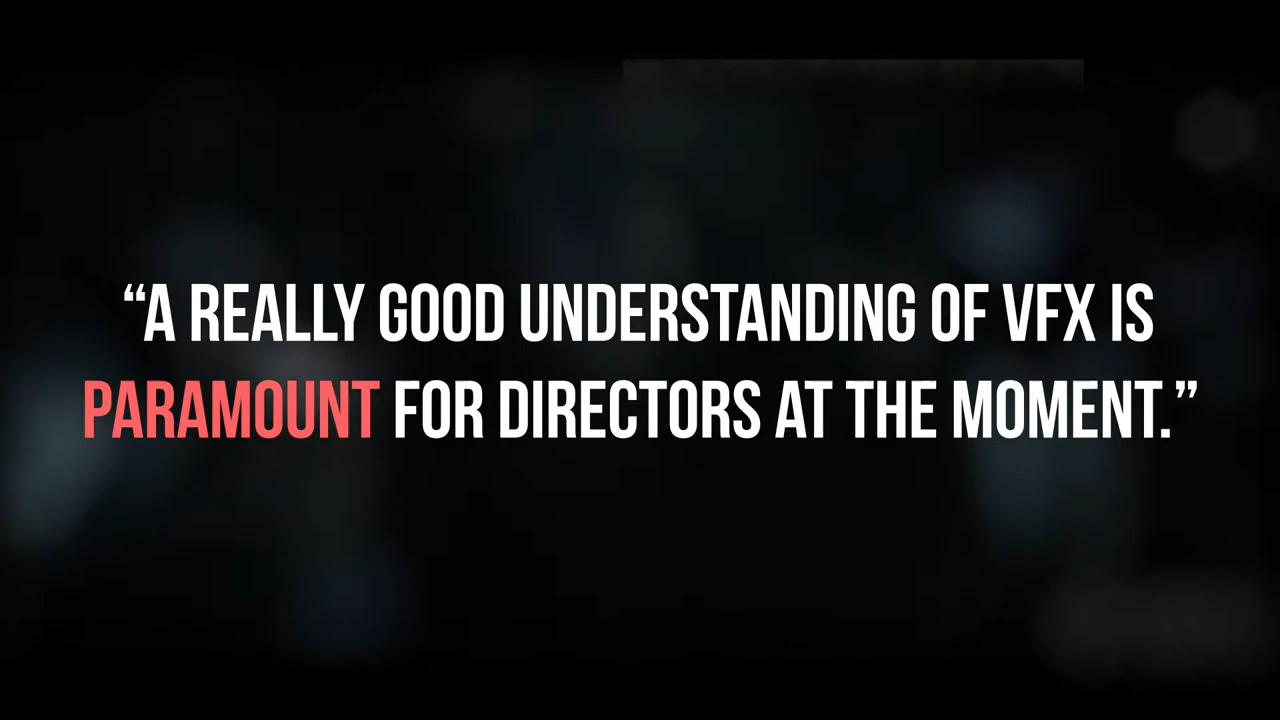 “A REALLY GOOD UNDERSTANDING OF VFX IS
PARAMOUNT FOR DIRECTORS AT THE MOMENT.”